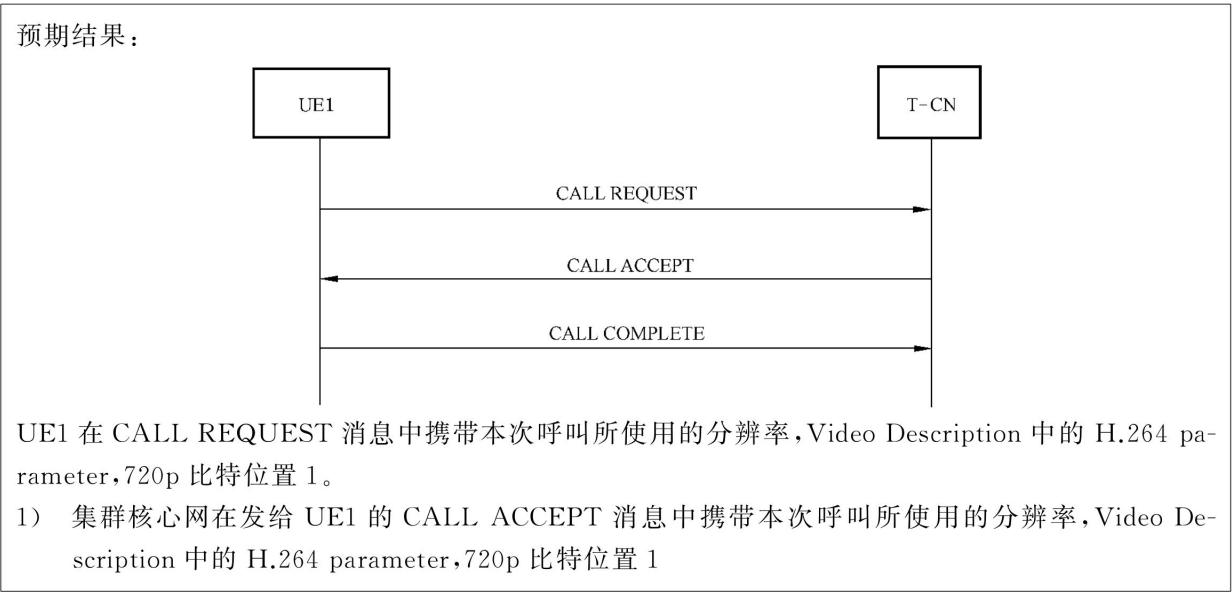 预期结果：
UE1
T-CN
CALL REQUEST
CALL ACCEPT
CALL COMPLETE
UE1 在 CALL REQUEST 消息中携带本次呼叫所使用的分辨率,Video Description 中的 H.264 pa-
rameter,720p 比特位置 1。
1） 集群核心网在发给 UE1 的 CALL ACCEPT 消息中携带本次呼叫所使用的分辨率,Video De-
scription 中的 H.264 parameter,720p 比特位置 1